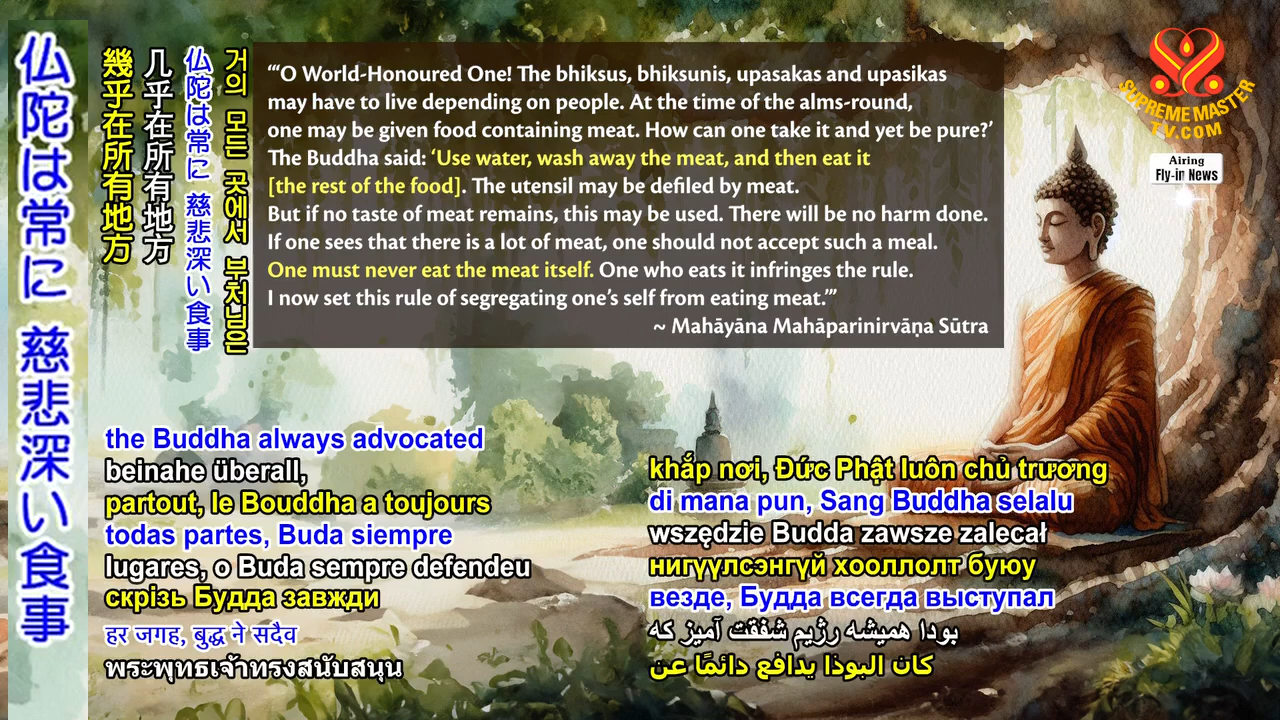 仏陀は常に 慈悲深い食事
幾乎在所有地方
几乎在所有地方
仏陀は常に 慈悲深い食事
거의 모든 곳에서 부처님은
“‘O World-Honoured One! The bhiksus, bhiksunis, upasakas and upasikas
may have to live depending on people. At the time of the alms-round,
one may be given food containing meat. How can one take it and yet be pure?’
The Buddha said: ‘Use water, wash away the meat, and then eat it
[the rest of the food]. The utensil may be defiled by meat.
But if no taste of meat remains, this may be used. There will be no harm done.
If one sees that there is a lot of meat, one should not accept such a meal.
One must never eat the meat itself. One who eats it infringes the rule.
I now set this rule of segregating one’s self from eating meat.’”
~ Mahāyāna Mahāparinirvāṇa Sūtra
SUPREME MASTER
TV.COM
Airing
Fly-in News
the Buddha always advocated
beinahe überall,
partout, le Bouddha a toujours
todas partes, Buda siempre
lugares, o Buda sempre defendeu
скрізь Будда завжди
हर जगह, बुद्ध ने सदैव
พระพุทธเจ้าทรงสนับสนุน
khắp nơi, Đức Phật luôn chủ trương
di mana pun, Sang Buddha selalu
wszędzie Budda zawsze zalecał
нигүүлсэнгүй хооллолт буюу
везде, Будда всегда выступал
بودا همیشه رژیم شفقت آمیز که
كان البوذا يدافع دائمًا عن